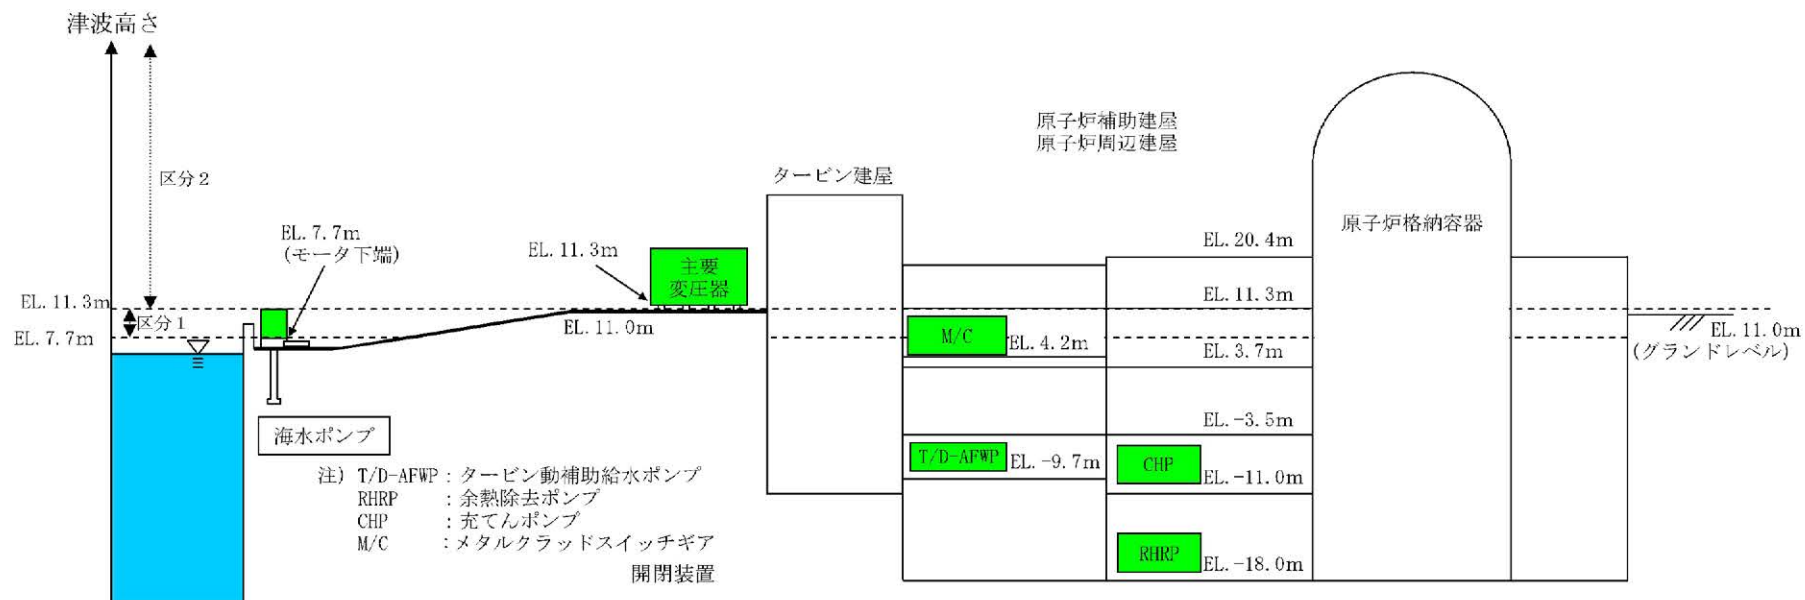 津波高さ
区分2
EL.11.3m
区分1
EL.7.7m
EL.7.7m
(モータ下端)
海水ポンプ
EL.11.3m
主要
変圧器
EL.11.0m
タービン建屋
原子炉補助建屋
原子炉周辺建屋
原子炉格納容器
EL.20.4m
EL.11.3m
M/C
EL.4.2m
EL.3.7m
EL.-3.5m
T/D-AFWP
EL.-9.7m
CHP
EL.-11.0m
RHRP
EL.-18.0m
EL.11.0m
(グランドレベル)
注) T/D-AFWP : タービン動補助給水ポンプ
RHRP : 余熱除去ポンプ
CHP : 充てんポンプ
M/C : メタルクラッドスイッチギア
開閉装置